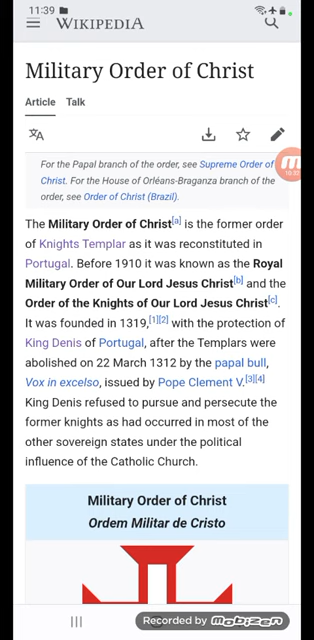 11:39
WIKIPEDIA
Military Order of Christ
Article Talk
For the Papal branch of the order, see Supreme Order of
Christ. For the House of Orléans-Braganza branch of the
order, see Order of Christ (Brazil).
The Military Order of Christ[a] is the former order
of Knights Templar as it was reconstituted in
Portugal. Before 1910 it was known as the Royal
Military Order of Our Lord Jesus Christ[b] and the
Order of the Knights of Our Lord Jesus Christ[c].
It was founded in 1319,[1][2] with the protection of
King Denis of Portugal, after the Templars were
abolished on 22 March 1312 by the papal bull,
Vox in excelso, issued by Pope Clement V.[3][4]
King Denis refused to pursue and persecute the
former knights as had occurred in most of the
other sovereign states under the political
influence of the Catholic Church.
Military Order of Christ
Ordem Militar de Cristo
Recorded by mobizen